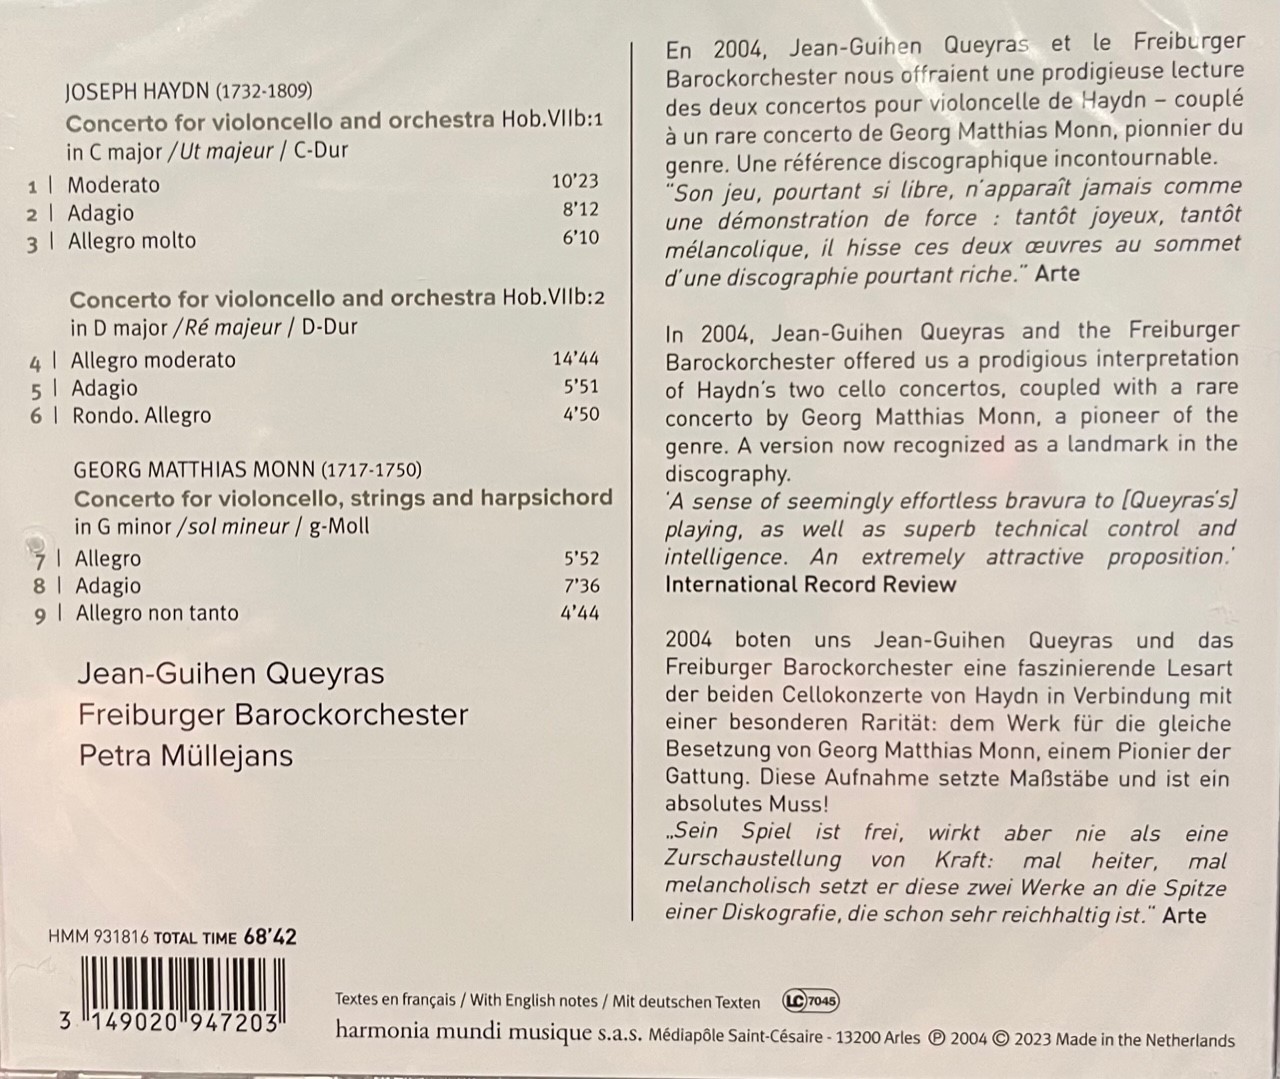 JOSEPH HAYDN (1732-1809)
Concerto for violoncello and orchestra Hob.VIIb:1
in C major / Ut majeur / C-Dur
1 | Moderato 10'23
2 | Adagio 8'12
3 | Allegro molto 6'10
Concerto for violoncello and orchestra Hob.VIIb:2
in D major / Ré majeur / D-Dur
4 | Allegro moderato 14'44
5 | Adagio 5'51
6 | Rondo. Allegro 4'50
GEORG MATTHIAS MONN (1717-1750)
Concerto for violoncello, strings and harpsichord
in G minor / sol mineur / g-Moll
7 | Allegro 5'52
8 | Adagio 7'36
9 | Allegro non tanto 4'44
Jean-Guihen Queyras
Freiburger Barockorchester
Petra Müllejans
En 2004, Jean-Guihen Queyras et le Freiburger
Barockorchester nous offraient une prodigieuse lecture
des deux concertos pour violoncelle de Haydn – couplé
à un rare concerto de Georg Matthias Monn, pionnier du
genre. Une référence discographique incontournable.
"Son jeu, pourtant si libre, n'apparaît jamais comme
une démonstration de force : tantôt joyeux, tantôt
mélancolique, il hisse ces deux œuvres au sommet
d'une discographie pourtant riche." Arte
In 2004, Jean-Guihen Queyras and the Freiburger
Barockorchester offered us a prodigious interpretation
of Haydn's two cello concertos, coupled with a rare
concerto by Georg Matthias Monn, a pioneer of the
genre. A version now recognized as a landmark in the
discography.
'A sense of seemingly effortless bravura to [Queyras's]
playing, as well as superb technical control and
intelligence. An extremely attractive proposition.'
International Record Review
2004 boten uns Jean-Guihen Queyras und das
Freiburger Barockorchester eine faszinierende Lesart
der beiden Cellokonzerte von Haydn in Verbindung mit
einer besonderen Rarität: dem Werk für die gleiche
Besetzung von Georg Matthias Monn, einem Pionier der
Gattung. Diese Aufnahme setzte Maßstäbe und ist ein
absolutes Muss!
„Sein Spiel ist frei, wirkt aber nie als eine
Zurschaustellung von Kraft: mal heiter, mal
melancholisch setzt er diese zwei Werke an die Spitze
einer Diskografie, die schon sehr reichhaltig ist." Arte
HMM 931816 TOTAL TIME 68'42
3 149020 947203
Textes en français / With English notes / Mit deutschen Texten LC 7045
harmonia mundi musique s.a.s. Médiapôle Saint-Césaire - 13200 Arles ℗ 2004 © 2023 Made in the Netherlands